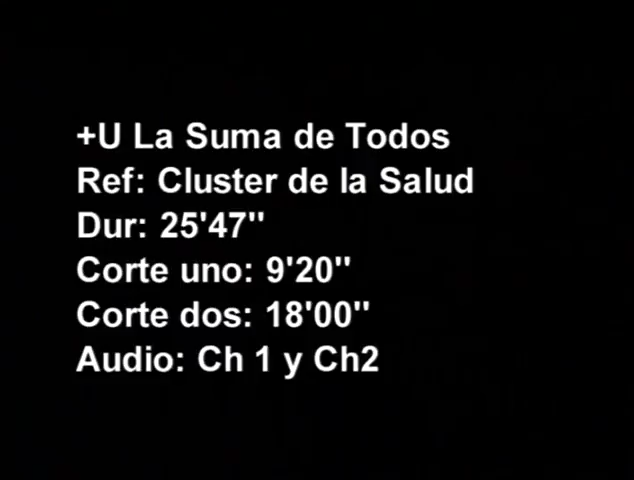 +U La Suma de Todos
Ref: Cluster de la Salud
Dur: 25'47''
Corte uno: 9'20''
Corte dos: 18'00''
Audio: Ch 1 y Ch2